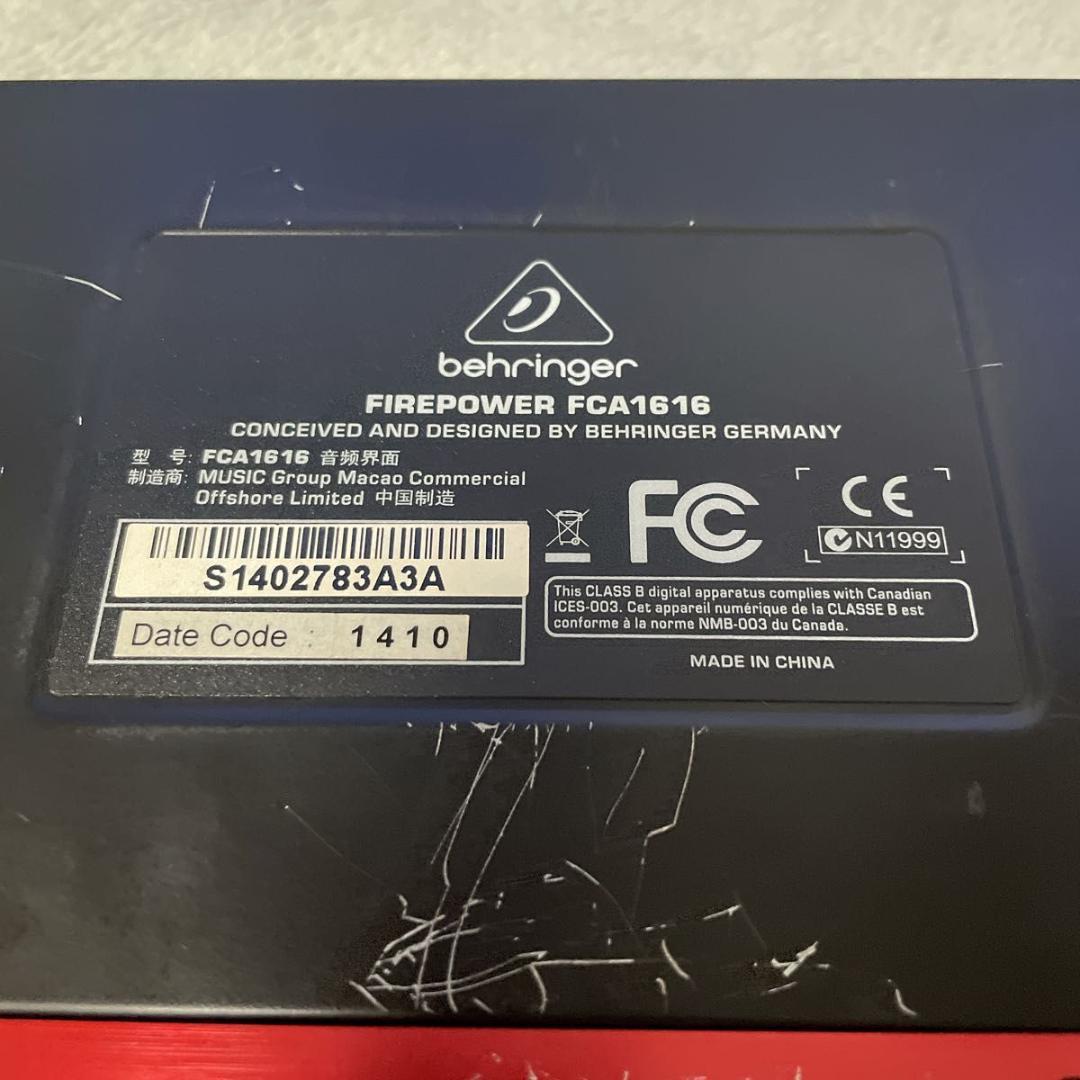 behringer
FIREPOWER FCA1616
CONCEIVED AND DESIGNED BY BEHRINGER GERMANY
型 号: FCA1616 音频界面
制造商: MUSIC Group Macao Commercial
Offshore Limited 中国制造
S1402783A3A
Date Code : 1410
FC
CE
N11999
This CLASS B digital apparatus complies with Canadian
ICES-003. Cet appareil numérique de la CLASSE B est
conforme à la norme NMB-003 du Canada.
MADE IN CHINA